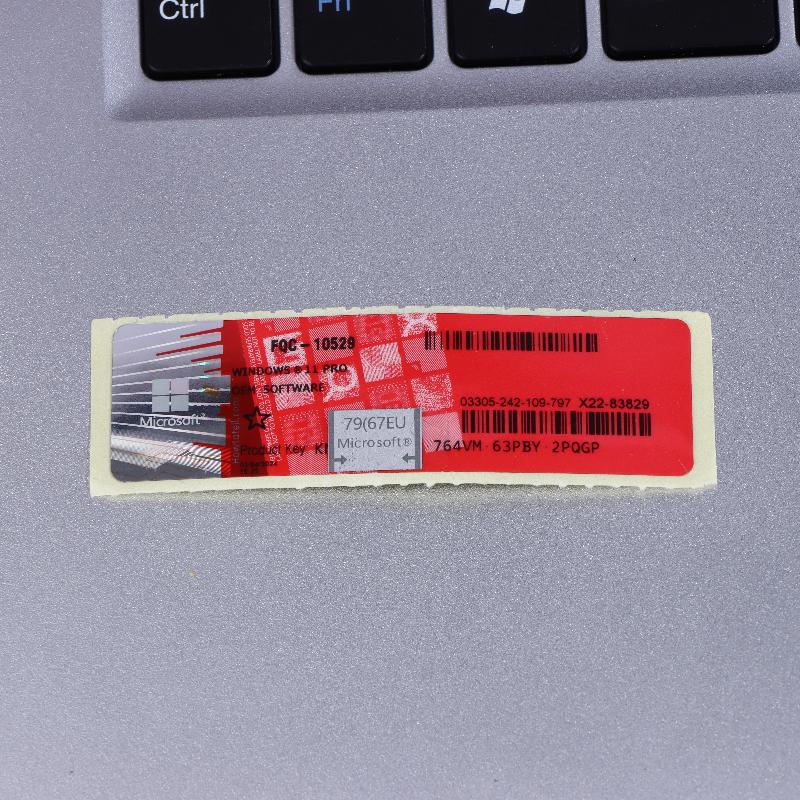 Ctrl
Fn
FQC - 10529
WINDOWS 11 PRO
OEM SOFTWARE
Microsoft®
03305-242-109-797 X22-83829
79(67EU
Microsoft®
Product Key
764VM 63PBY 2PQGP